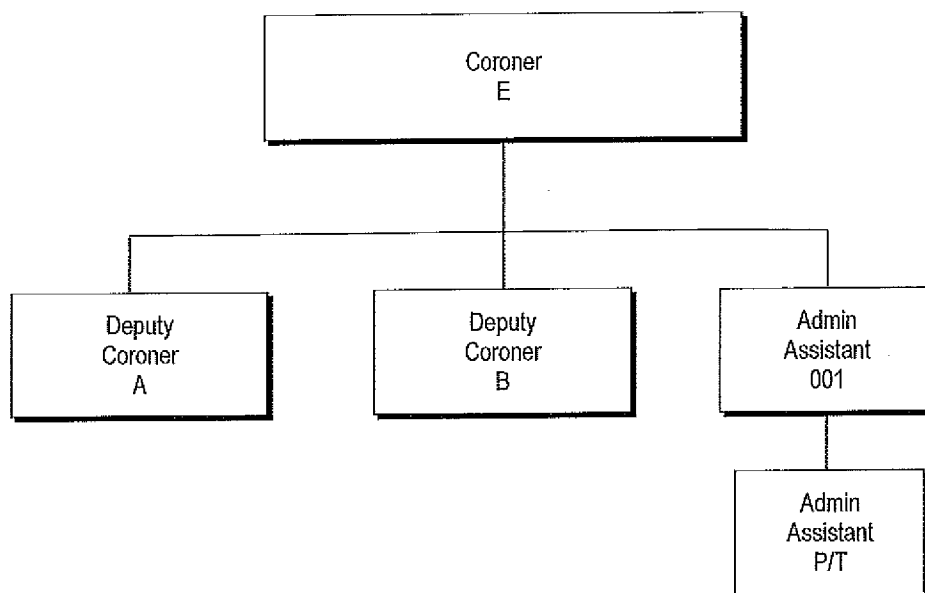 Coroner
E
Deputy
Coroner
A
Deputy
Coroner
B
Admin
Assistant
001
Admin
Assistant
P/T